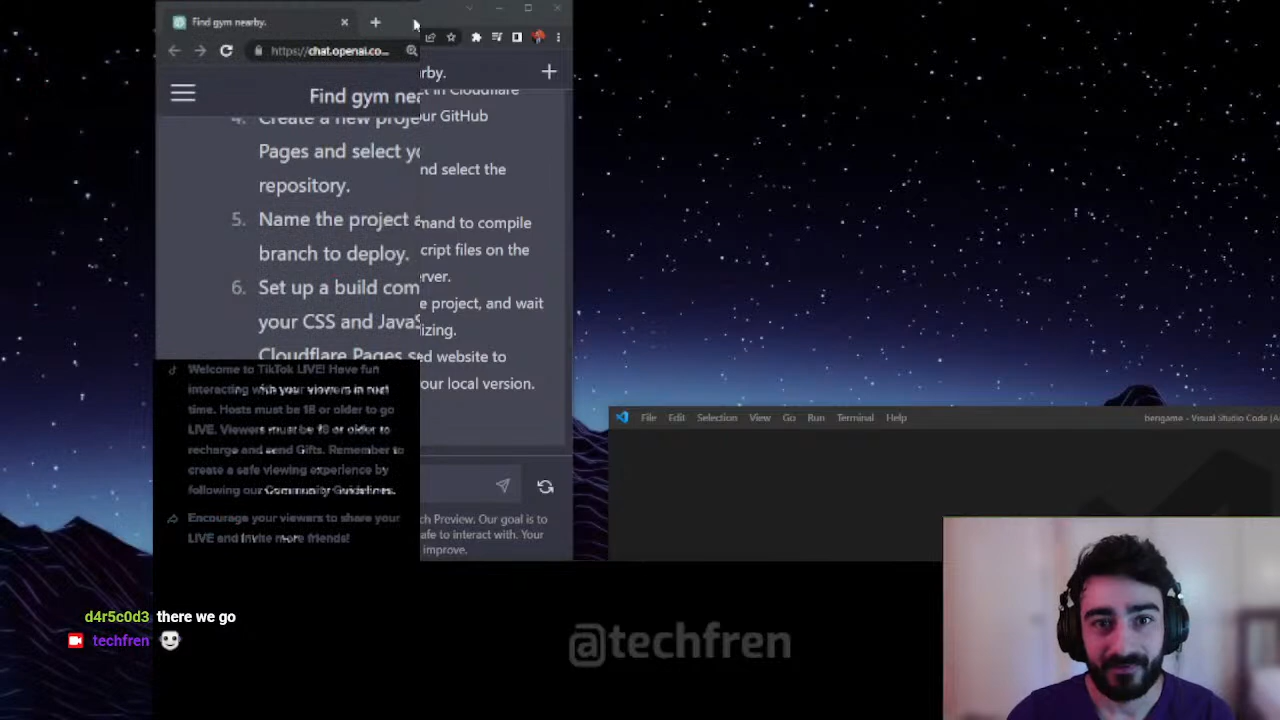 Find gym nearby.
https://chat.openai.co...
rby.
Find gym nea
t in Cloudflare
4. Create a new proje
ur GitHub
Pages and select yo
nd select the
repository.
5. Name the project a
mand to compile
branch to deploy.
cript files on the
rver.
6. Set up a build com
e project, and wait
your CSS and JavaS
izing.
Cloudflare Pages s
ed website to
our local version.
Welcome to TikTok LIVE! Have fun
interacting with your viewers in real
time. Hosts must be 18 or older to go
LIVE. Viewers must be 18 or older to
recharge and send Gifts. Remember to
create a safe viewing experience by
following our Community Guidelines.
Encourage your viewers to share your
LIVE and invite more friends!
ch Preview. Our goal is to
afe to interact with. Your
improve.
File Edit Selection View Go Run Terminal Help
bengame - Visual Studio Code [A
d4r5c0d3 there we go
techfren
@techfren